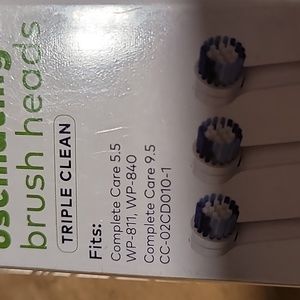 oscillating
brush heads
TRIPLE CLEAN
Fits:
Complete Care 5.5
WP-811, WP-840
Complete Care 9.5
CC-02CD010-1